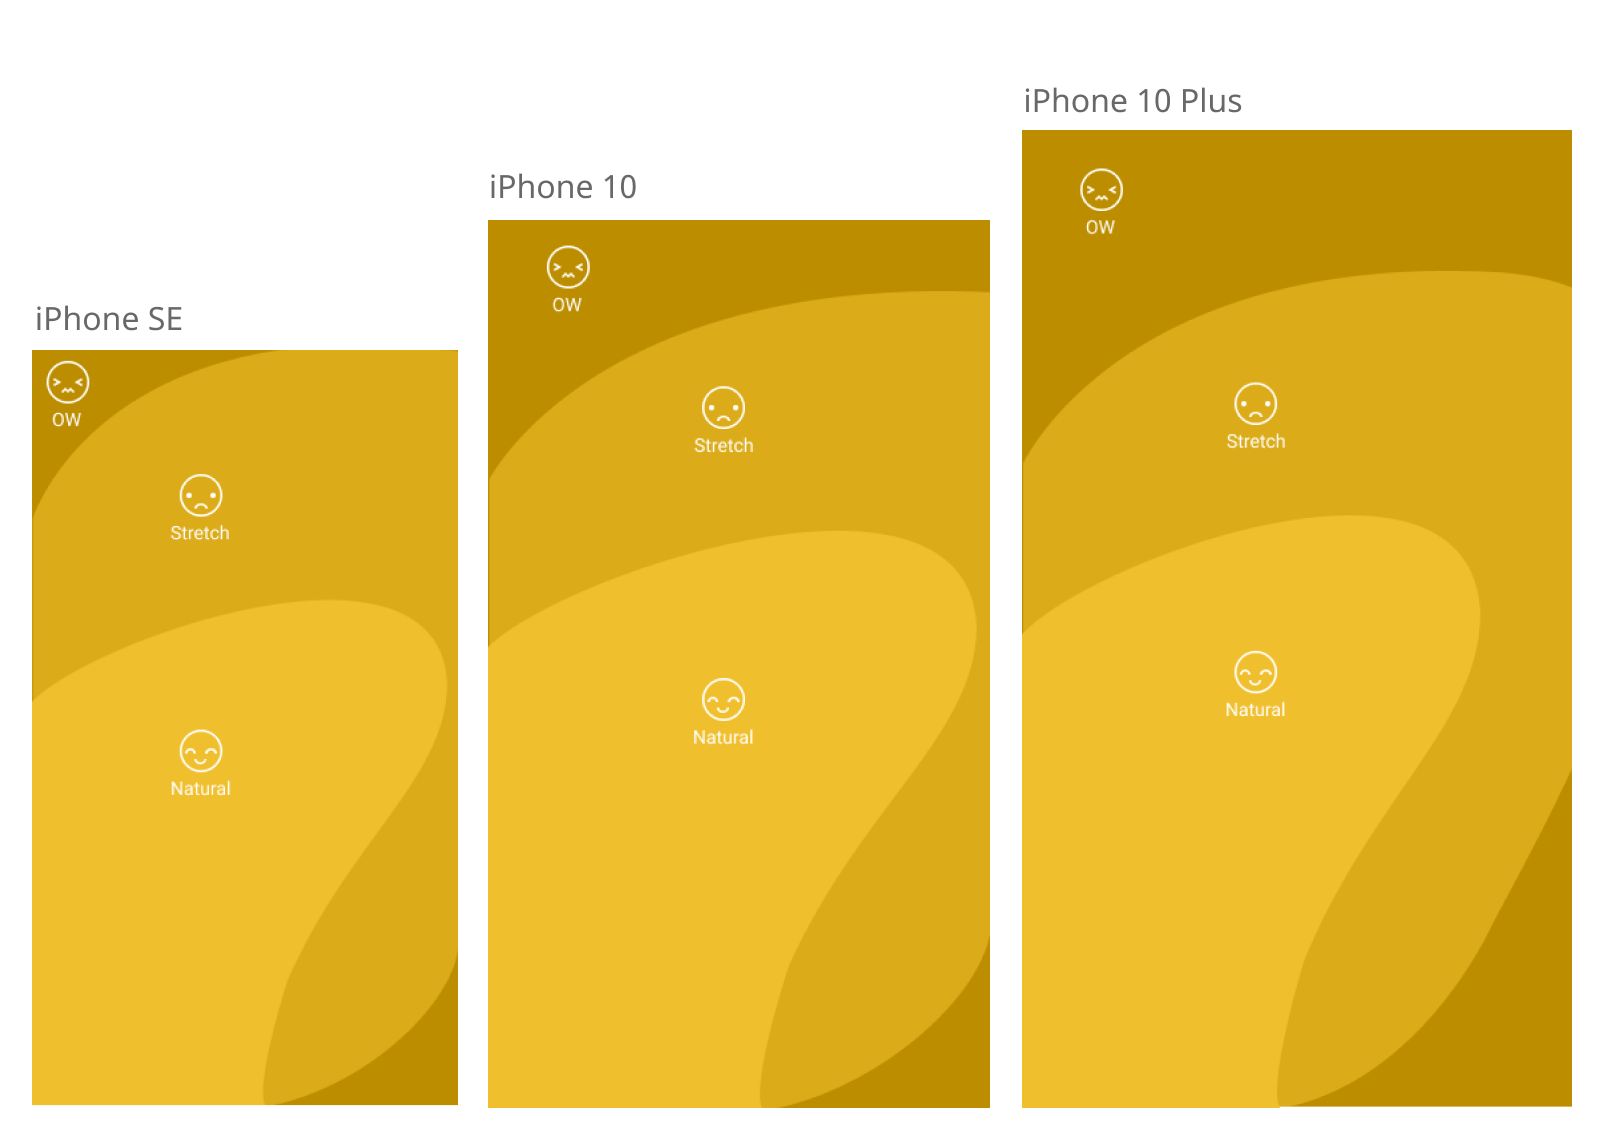 iPhone SE
OW
Stretch
Natural
iPhone 10
OW
Stretch
Natural
iPhone 10 Plus
OW
Stretch
Natural